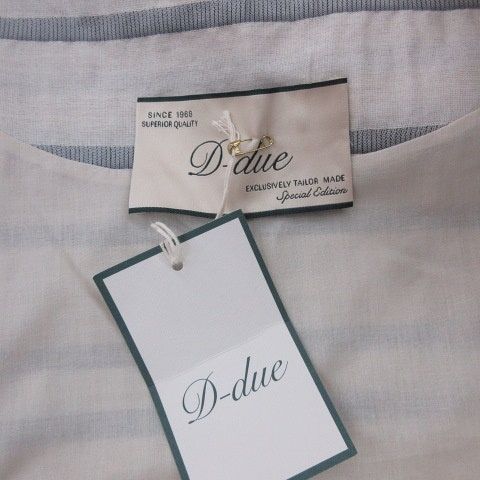 SINCE 1968
SUPERIOR QUALITY
D-due
EXCLUSIVELY TAILOR MADE
Special Edition
D-due